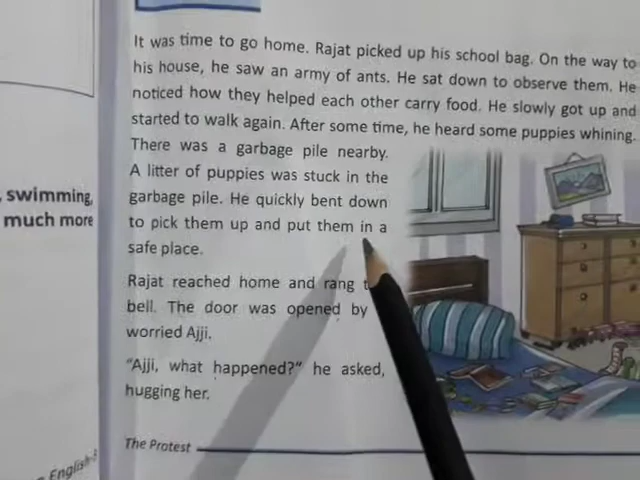 It was time to go home. Rajat picked up his school bag. On the way to
his house, he saw an army of ants. He sat down to observe them. He
noticed how they helped each other carry food. He slowly got up and
started to walk again. After some time, he heard some puppies whining.
There was a garbage pile nearby.
A litter of puppies was stuck in the
garbage pile. He quickly bent down
to pick them up and put them in a
safe place.
Rajat reached home and rang
bell. The door was opened by
worried Ajji.
"Ajji, what happened?" he asked,
hugging her.
The Protest
, swimming,
much more
English-3